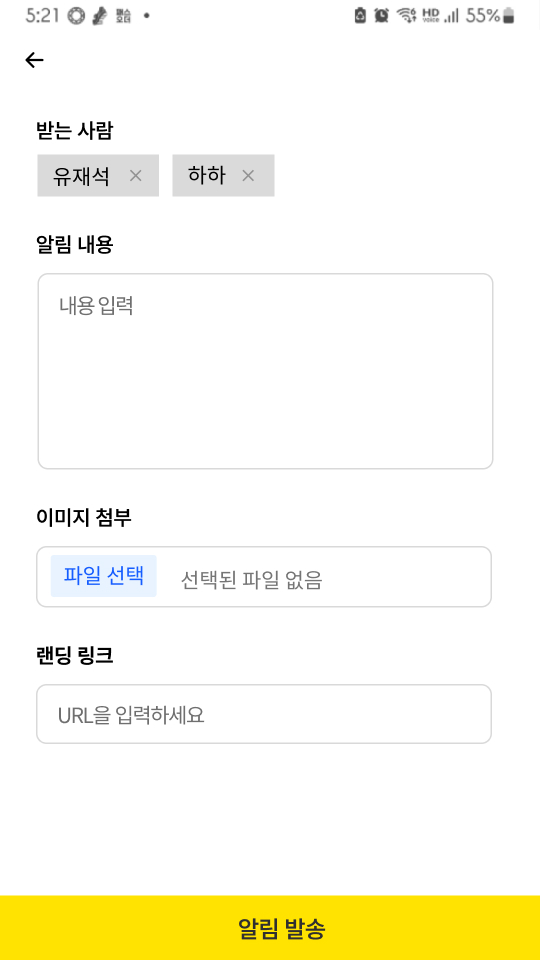 5:21 HD voice 55%
받는 사람
유재석 × 하하 ×
알림 내용
내용 입력
이미지 첨부
파일 선택 선택된 파일 없음
랜딩 링크
URL을 입력하세요
알림 발송